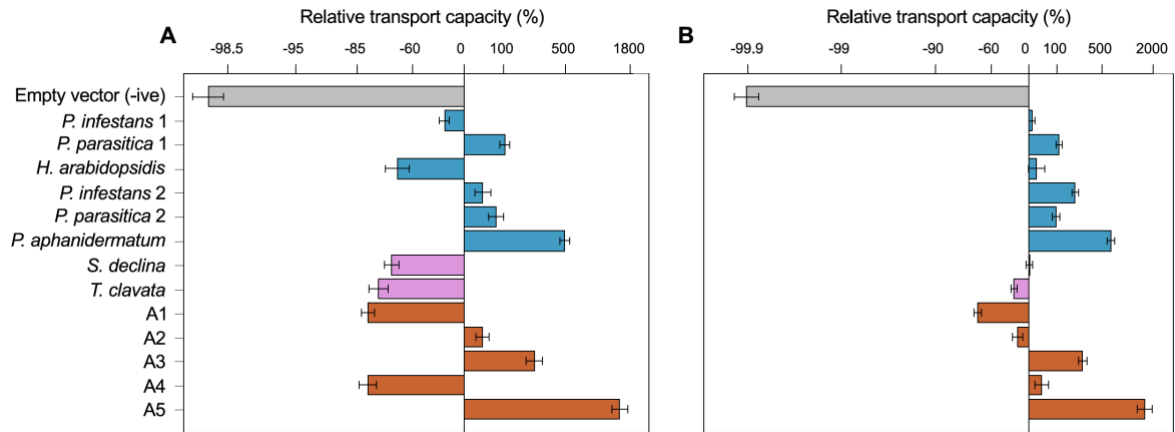 Relative transport capacity (%)
A
-98.5 -95 -85 -60 0 100 500 1800
Relative transport capacity (%)
B
-99.9 -99 -90 -60 0 100 500 2000
Empty vector (-ive)
P. infestans 1
P. parasitica 1
H. arabidopsidis
P. infestans 2
P. parasitica 2
P. aphanidermatum
S. declina
T. clavata
A1
A2
A3
A4
A5